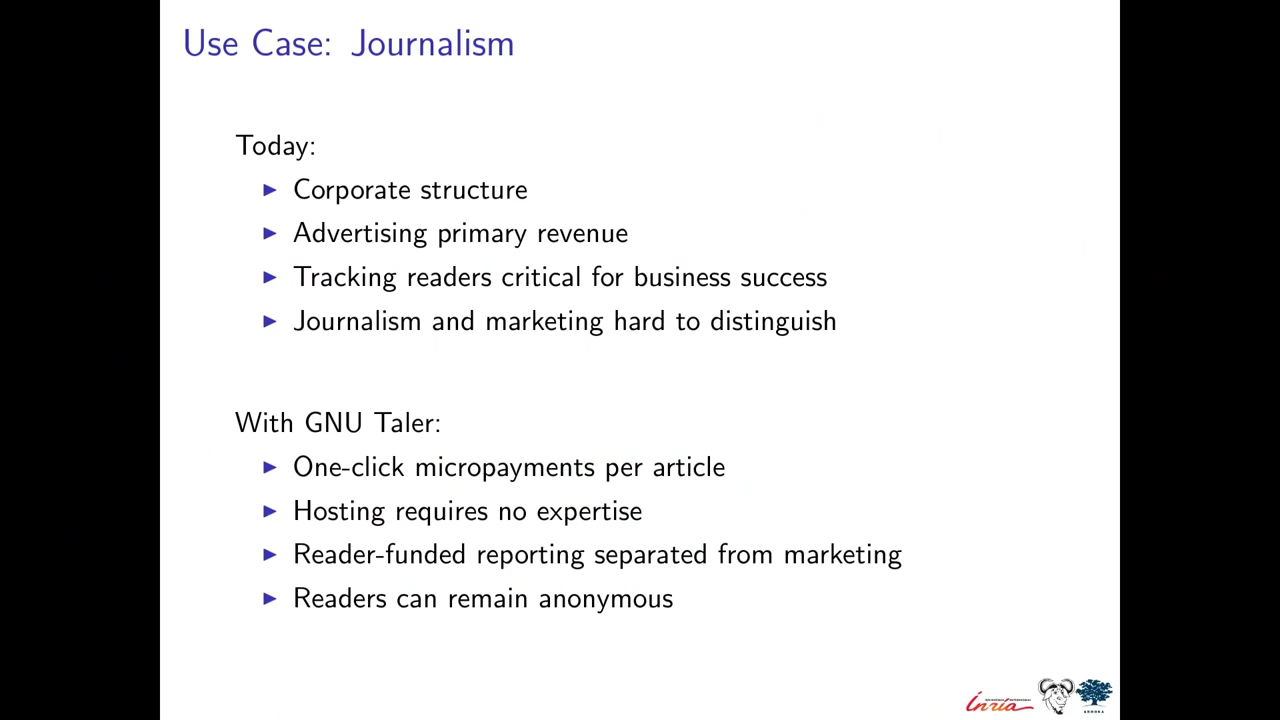 Use Case: Journalism
Today:
Corporate structure
Advertising primary revenue
Tracking readers critical for business success
Journalism and marketing hard to distinguish
With GNU Taler:
One-click micropayments per article
Hosting requires no expertise
Reader-funded reporting separated from marketing
Readers can remain anonymous
Inria
ASHOKA